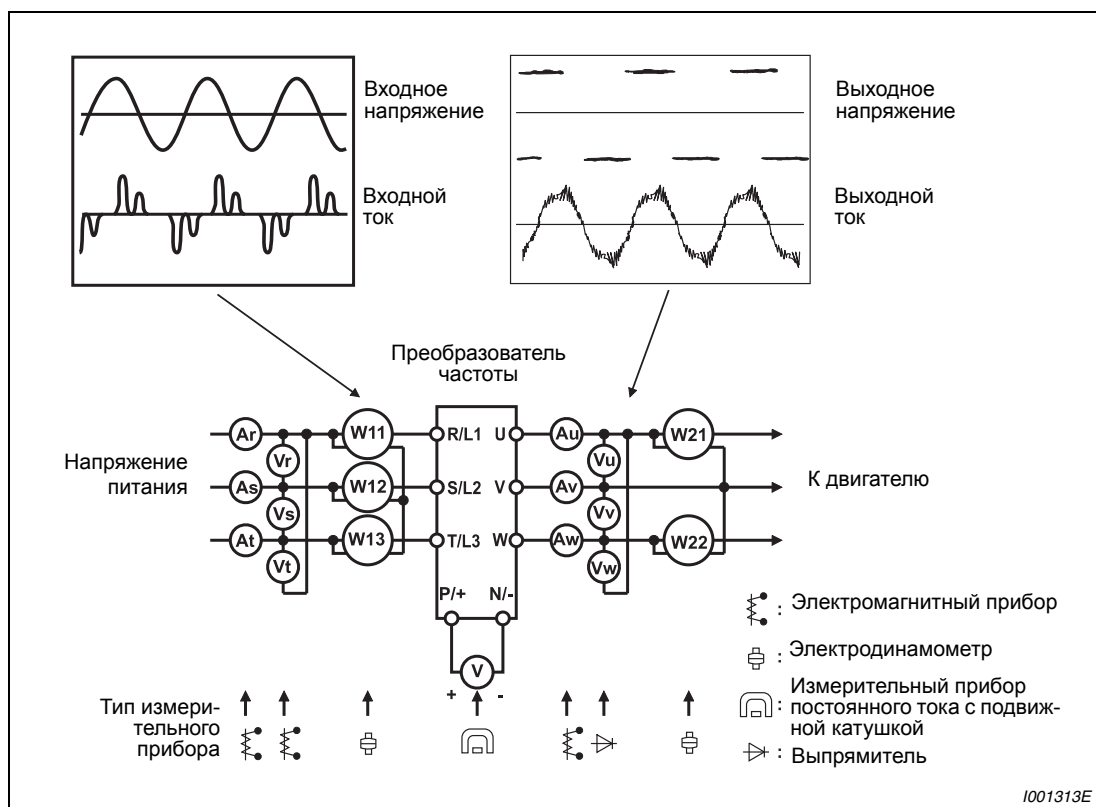 Входное
напряжение
Входной
ток
Выходное
напряжение
Выходной
ток
Преобразователь
частоты
Напряжение
питания
Ar
As
At
Vr
Vs
Vt
W11
W12
W13
R/L1
S/L2
T/L3
U
V
W
P/+
N/-
Au
Av
Aw
Vu
Vv
Vw
W21
W22
К двигателю
V
+ -
Тип измери-
тельного
прибора
: Электромагнитный прибор
: Электродинамометр
: Измерительный прибор
постоянного тока с подвиж-
ной катушкой
: Выпрямитель
I001313E